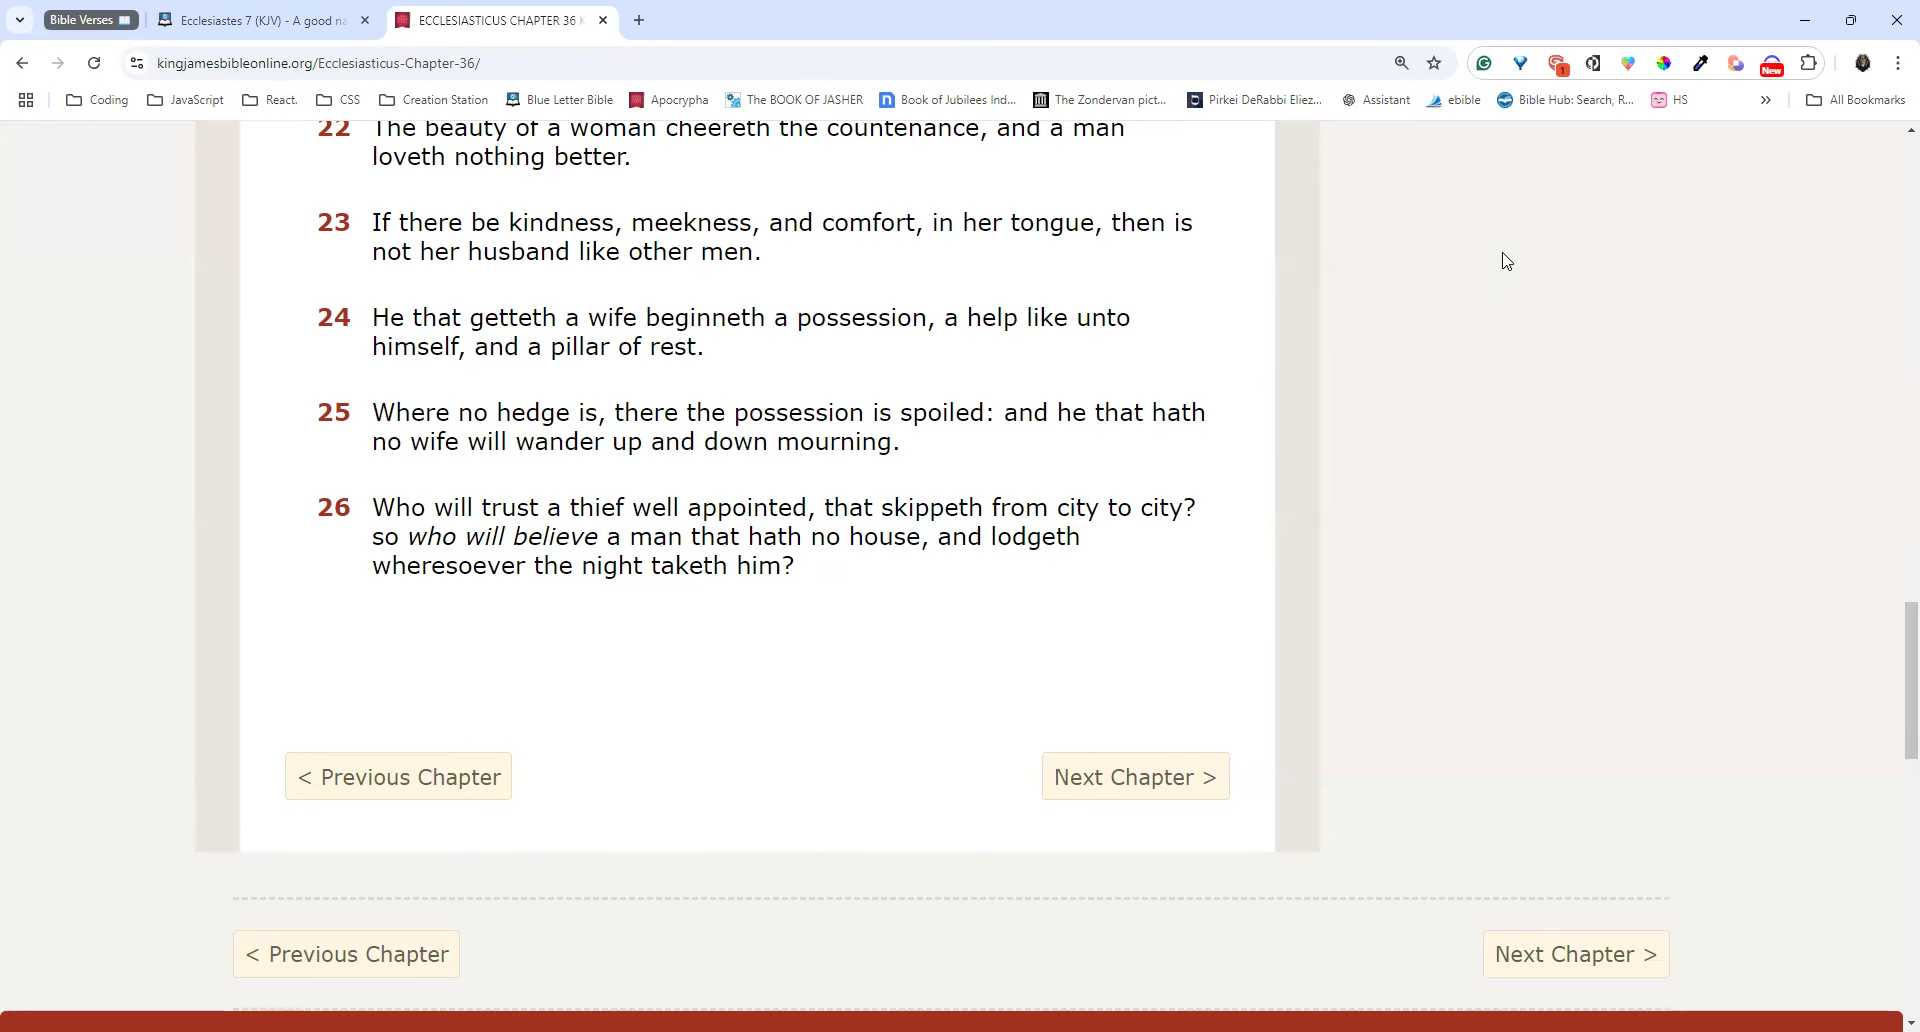 Bible Verses
Ecclesiastes 7 (KJV) - A good na
ECCLESIASTICUS CHAPTER 36 K
kingjamesbibleonline.org/Ecclesiasticus-Chapter-36/
1
New
Coding
JavaScript
React.
CSS
Creation Station
Blue Letter Bible
Apocrypha
The BOOK OF JASHER
Book of Jubilees Ind...
The Zondervan pict...
Pirkei DeRabbi Eliez...
Assistant
ebible
Bible Hub: Search, R...
HS
»
All Bookmarks
22 The beauty of a woman cheereth the countenance, and a man
loveth nothing better.
23 If there be kindness, meekness, and comfort, in her tongue, then is
not her husband like other men.
24 He that getteth a wife beginneth a possession, a help like unto
himself, and a pillar of rest.
25 Where no hedge is, there the possession is spoiled: and he that hath
no wife will wander up and down mourning.
26 Who will trust a thief well appointed, that skippeth from city to city?
so who will believe a man that hath no house, and lodgeth
wheresoever the night taketh him?
< Previous Chapter
Next Chapter >
< Previous Chapter
Next Chapter >